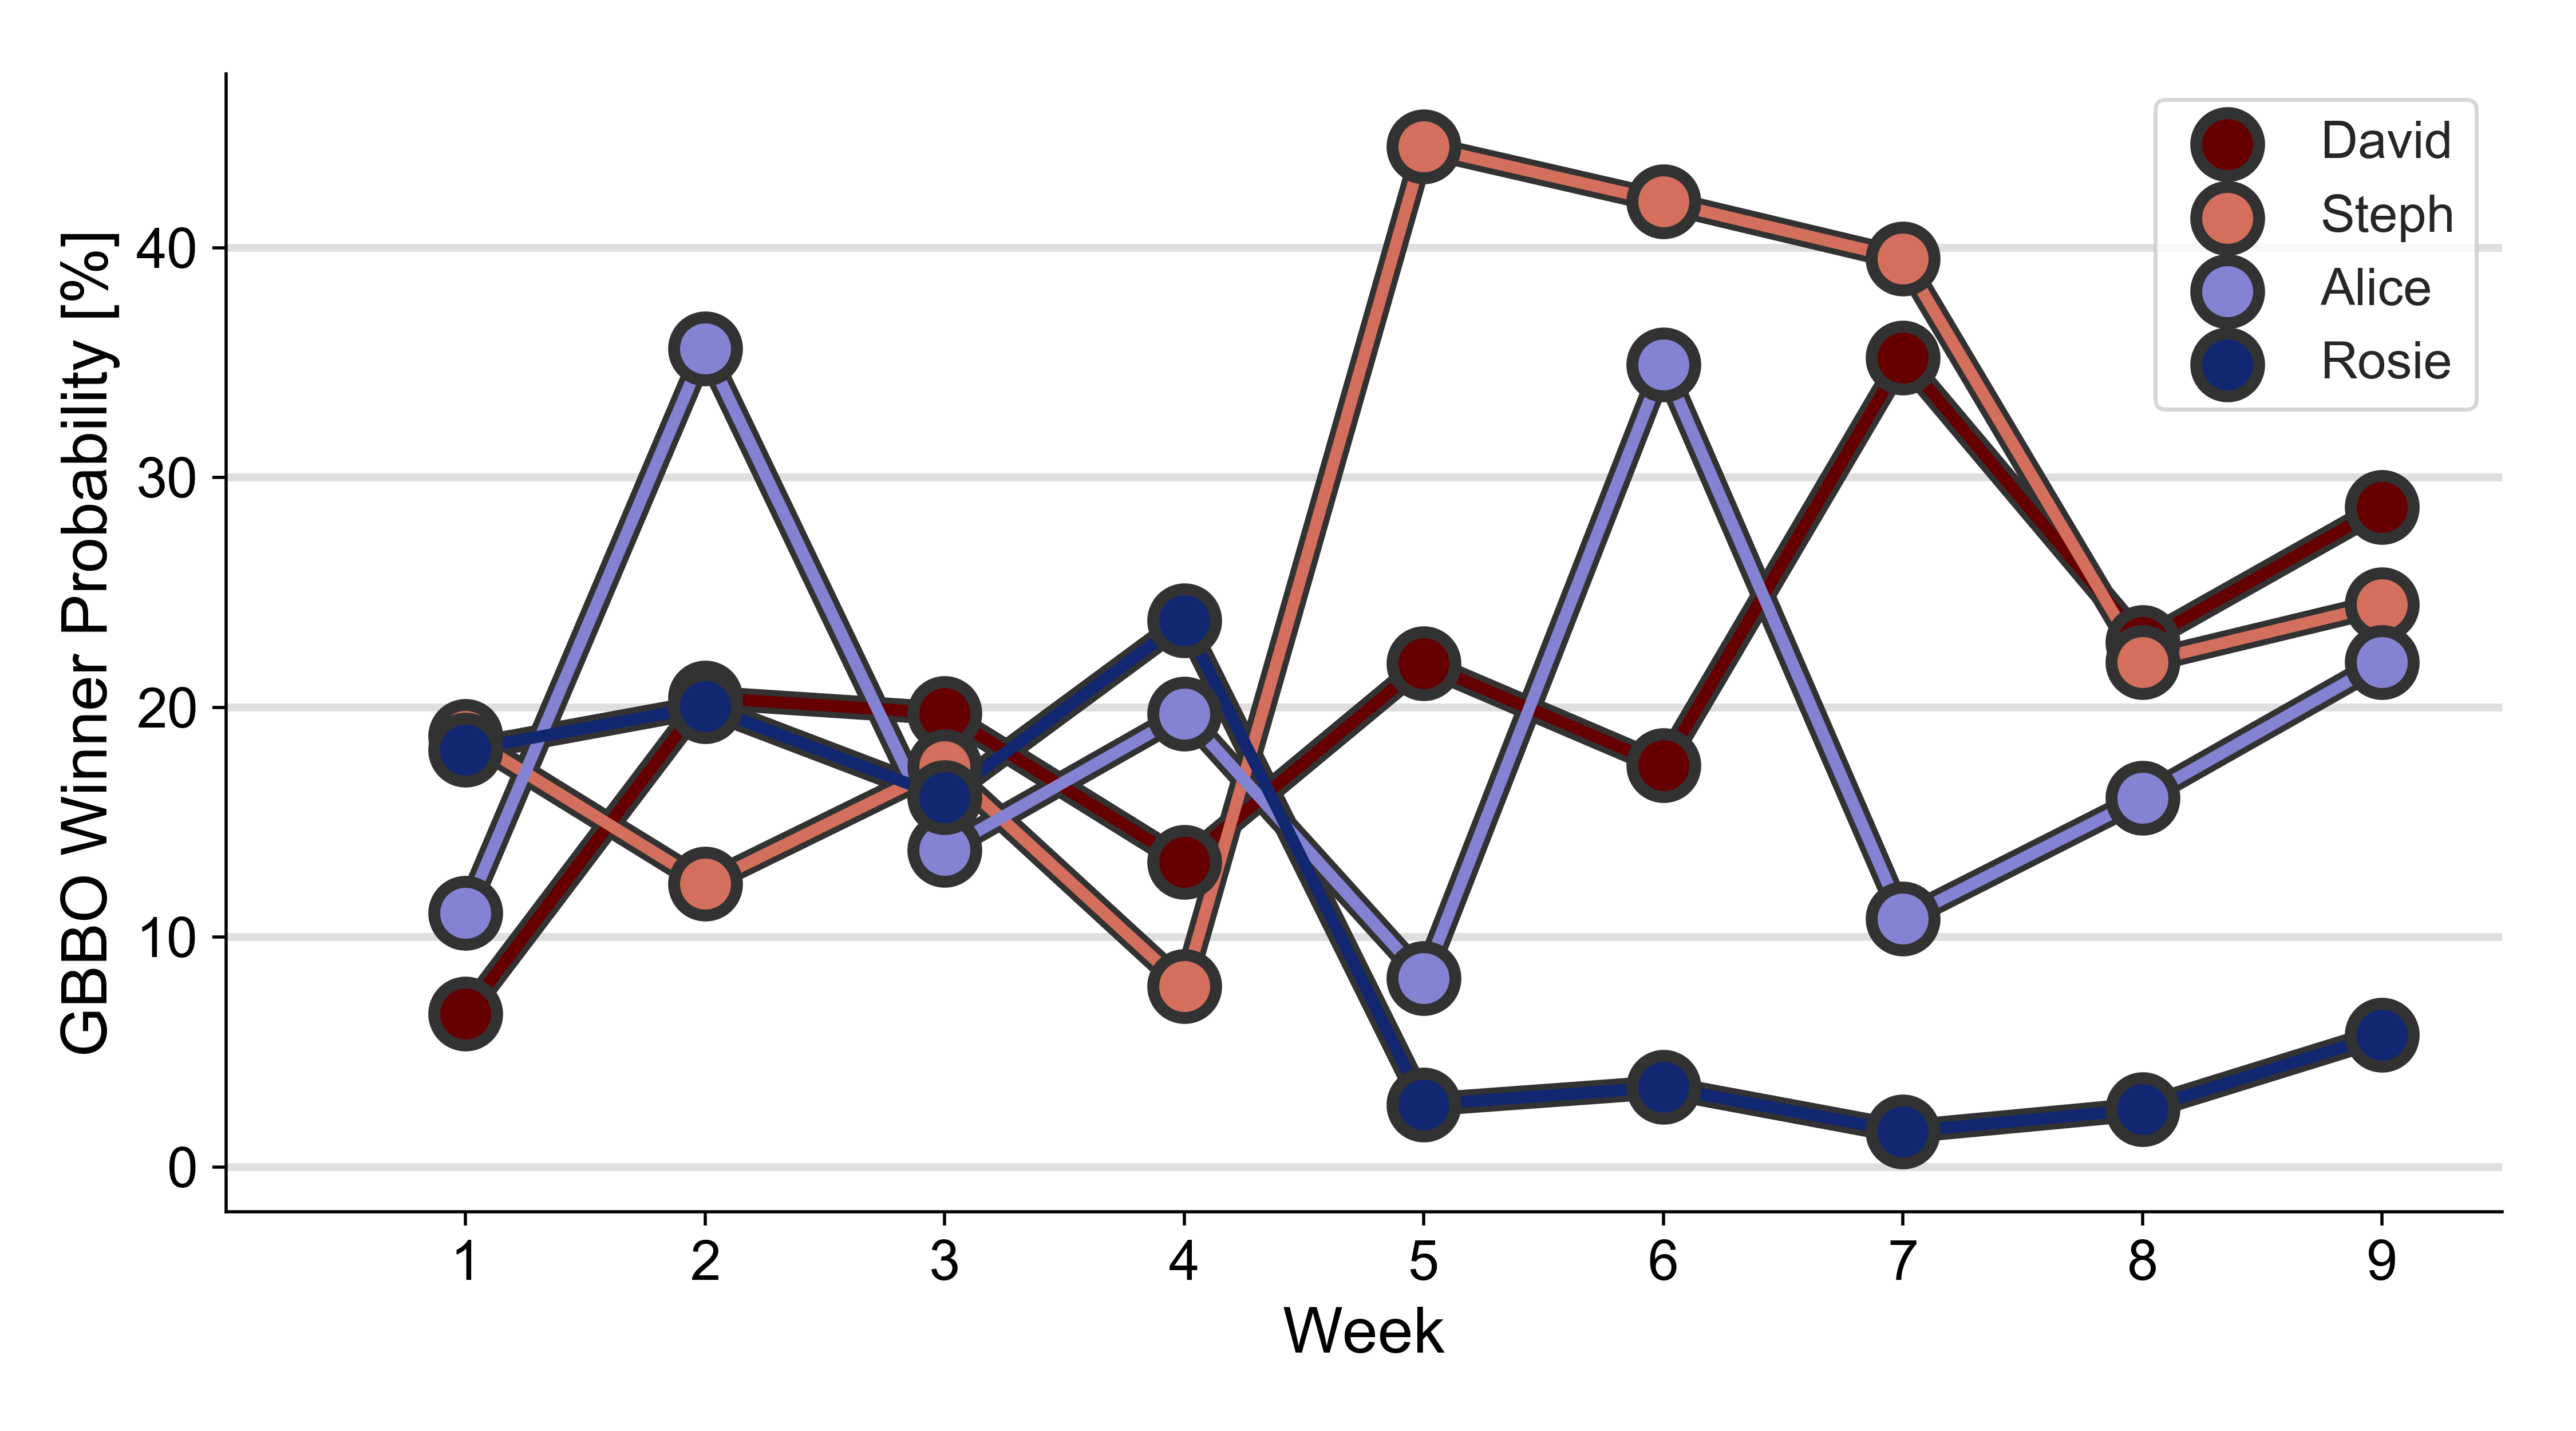 GBBO Winner Probability [%]
40
30
20
10
0
1 2 3 4 5 6 7 8 9
Week
David
Steph
Alice
Rosie